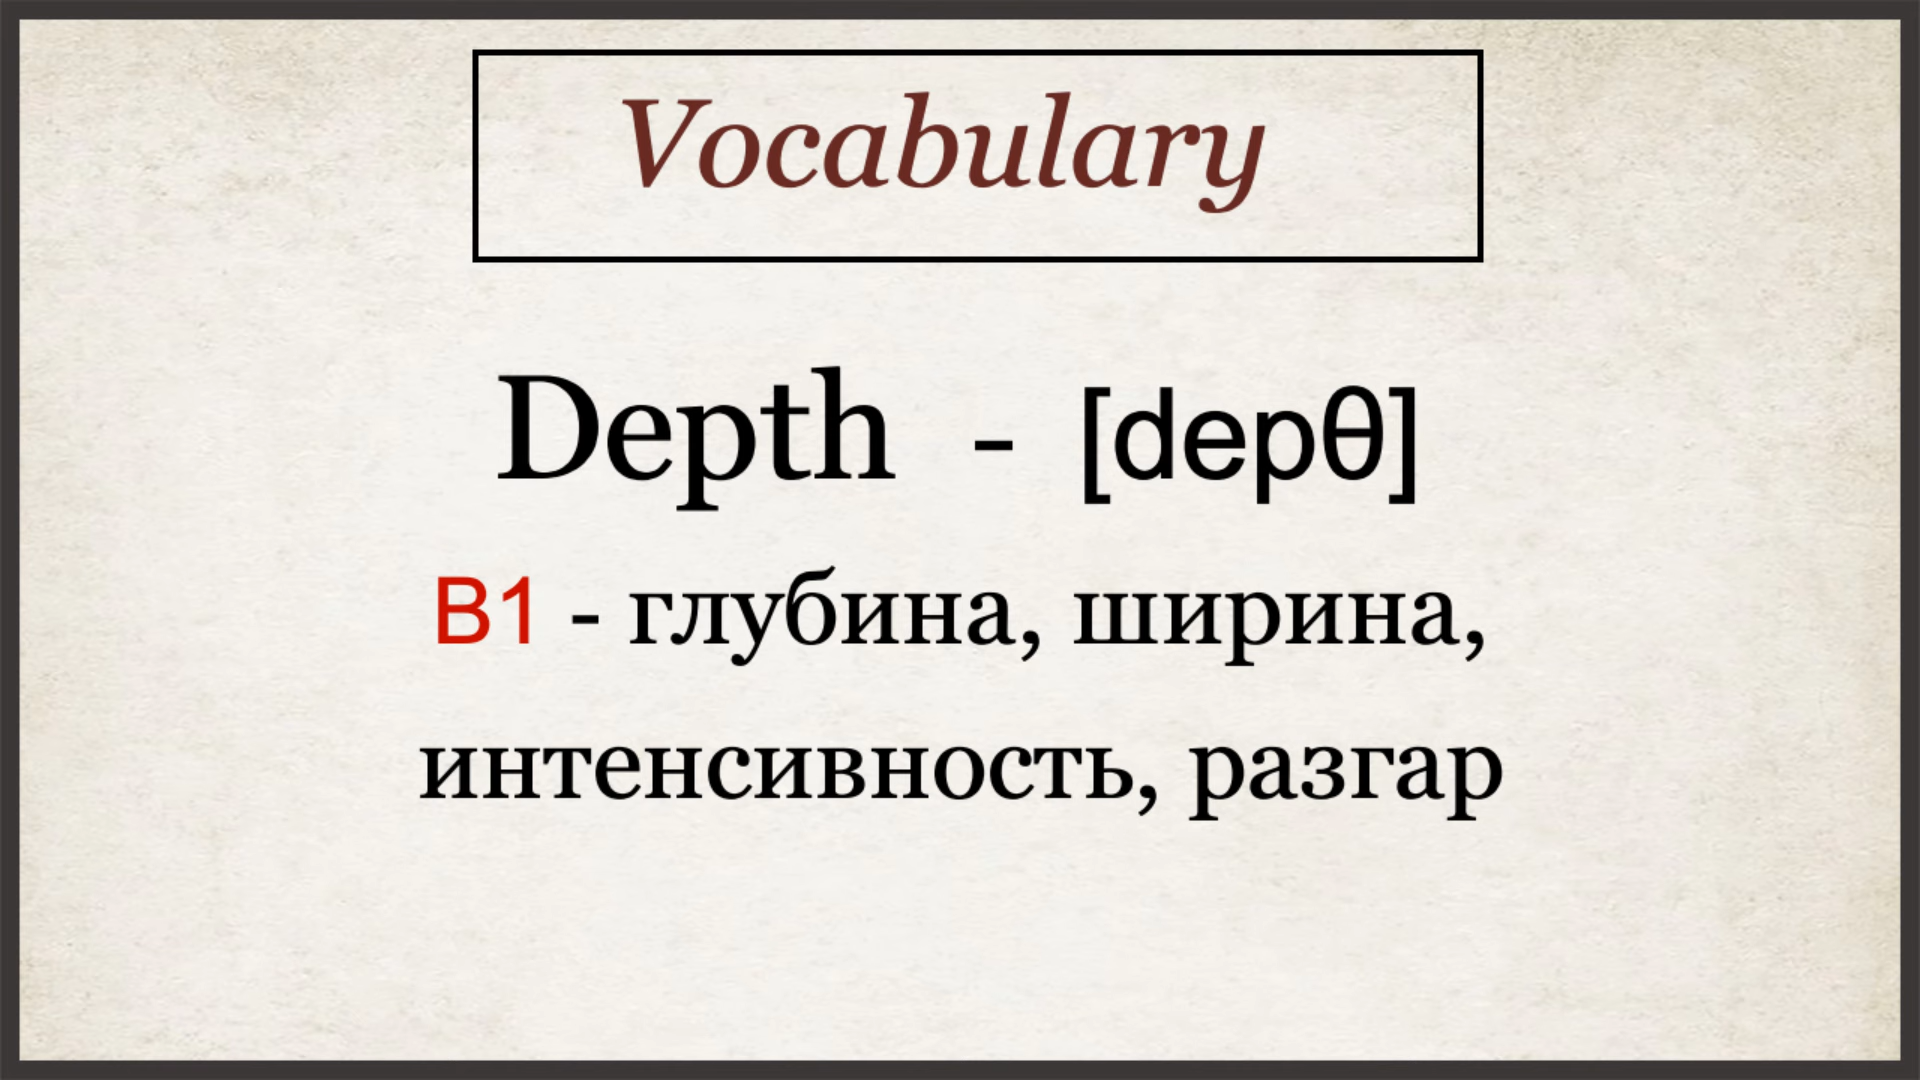 Vocabulary
Depth - [depθ]
B1 - глубина, ширина,
интенсивность, разгар